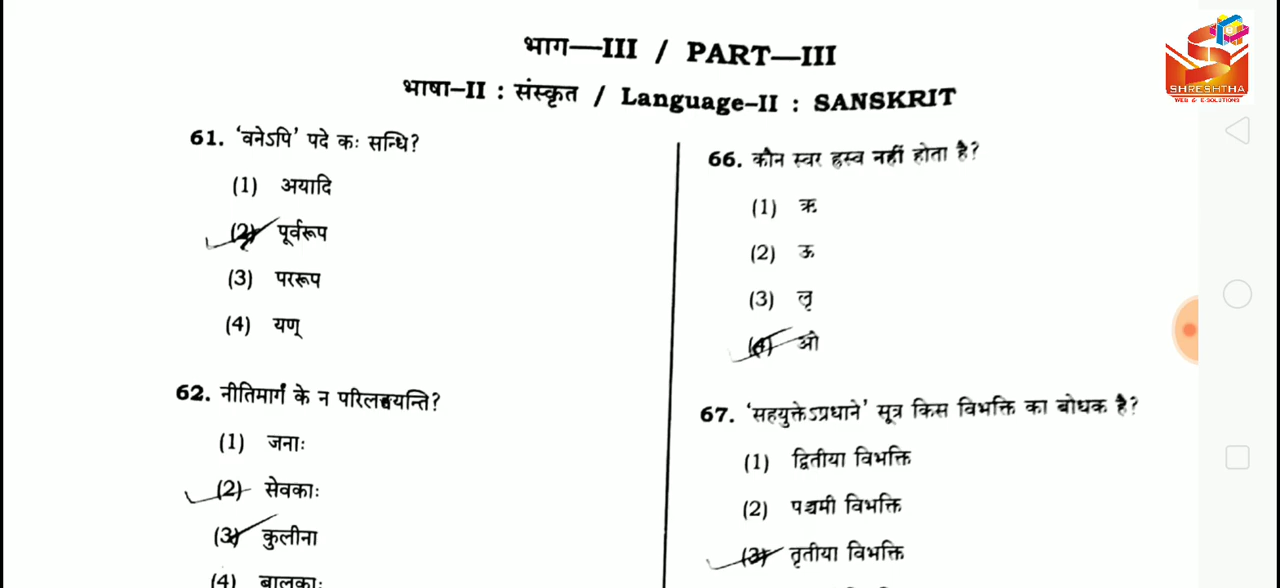 भाग—III / PART—III
भाषा–II : संस्कृत / Language–II : SANSKRIT
SHRESHTHA
WEB & E-SOLUTIONS
61. ‘वनेऽपि’ पदे कः सन्धि?
(1) अयादि
(2) पूर्वरूप
(3) पररूप
(4) यण्
62. नीतिमार्गं के न परिलङ्घयन्ति?
(1) जनाः
(2) सेवकाः
(3) कुलीना
(4) बालकाः
66. कौन स्वर ह्रस्व नहीं होता है?
(1) ऋ
(2) ऊ
(3) लृ
(4) ओ
67. ‘सहयुक्तेऽप्रधाने’ सूत्र किस विभक्ति का बोधक है?
(1) द्वितीया विभक्ति
(2) पञ्चमी विभक्ति
(3) तृतीया विभक्ति